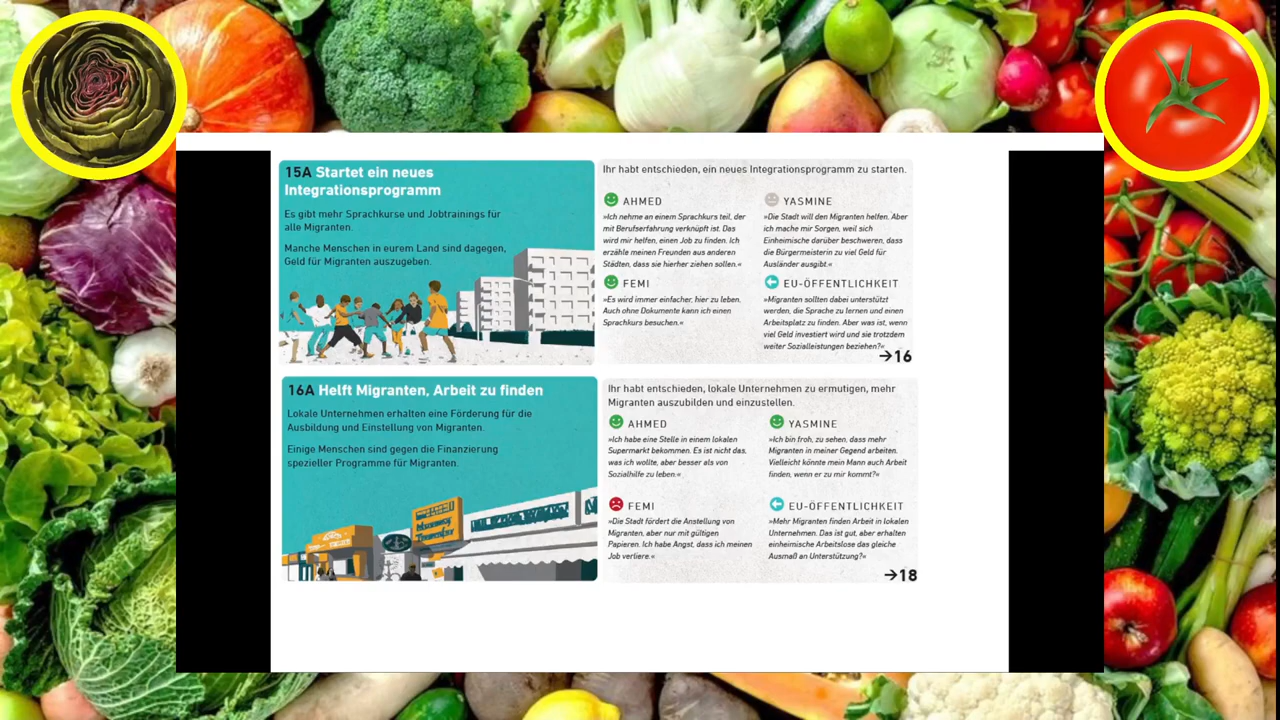 15A Startet ein neues
Integrationsprogramm
Es gibt mehr Sprachkurse und Jobtrainings für
alle Migranten.
Manche Menschen in eurem Land sind dagegen,
Geld für Migranten auszugeben.
Ihr habt entschieden, ein neues Integrationsprogramm zu starten.
AHMED
»Ich nehme an einem Sprachkurs teil, der
mit Berufserfahrung verknüpft ist. Das
wird mir helfen, einen Job zu finden. Ich
erzähle meinen Freunden aus anderen
Städten, dass sie hierher ziehen sollen.«
YASMINE
»Die Stadt will den Migranten helfen. Aber
ich mache mir Sorgen, weil sich
Einheimische darüber beschweren, dass
die Bürgermeisterin zu viel Geld für
Ausländer ausgibt.«
FEMI
»Es wird immer einfacher, hier zu leben.
Auch ohne Dokumente kann ich einen
Sprachkurs besuchen.«
EU-ÖFFENTLICHKEIT
»Migranten sollten dabei unterstützt
werden, die Sprache zu lernen und einen
Arbeitsplatz zu finden. Aber was ist, wenn
viel Geld investiert wird und sie trotzdem
weiter Sozialleistungen beziehen?«
→16
16A Helft Migranten, Arbeit zu finden
Lokale Unternehmen erhalten eine Förderung für die
Ausbildung und Einstellung von Migranten.
Einige Menschen sind gegen die Finanzierung
spezieller Programme für Migranten.
Ihr habt entschieden, lokale Unternehmen zu ermutigen, mehr
Migranten auszubilden und einzustellen.
AHMED
»Ich habe eine Stelle in einem lokalen
Supermarkt bekommen. Es ist nicht das,
was ich wollte, aber besser als von
Sozialhilfe zu leben.«
YASMINE
»Ich bin froh, zu sehen, dass mehr
Migranten in meiner Gegend arbeiten.
Vielleicht könnte mein Mann auch Arbeit
finden, wenn er zu mir kommt?«
FEMI
»Die Stadt fördert die Anstellung von
Migranten, aber nur mit gültigen
Papieren. Ich habe Angst, dass ich meinen
Job verliere.«
EU-ÖFFENTLICHKEIT
»Mehr Migranten finden Arbeit in lokalen
Unternehmen. Das ist gut, aber erhalten
einheimische Arbeitslose das gleiche
Ausmaß an Unterstützung?»
→18